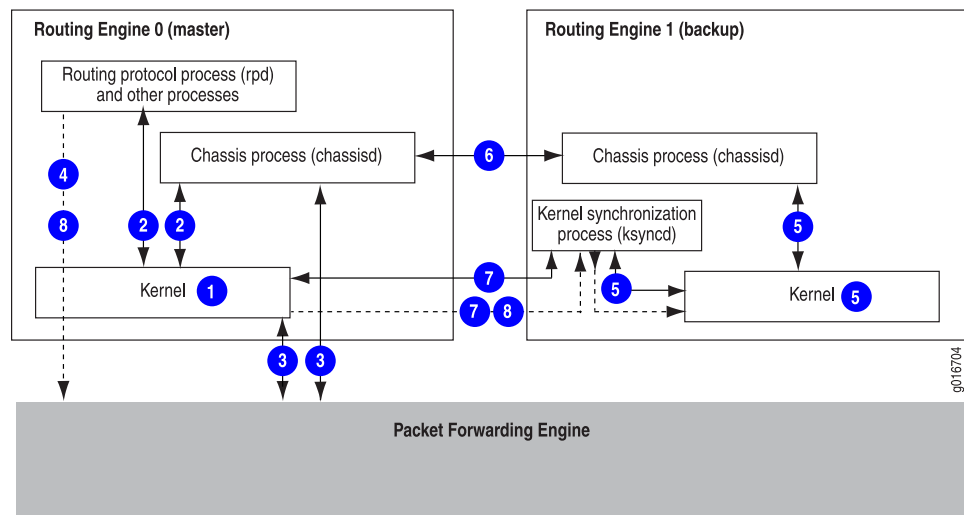 Routing Engine 0 (master)
Routing Engine 1 (backup)
Routing protocol process (rpd)
and other processes
Chassis process (chassisd)
6
Chassis process (chassisd)
4
8
2
2
Kernel synchronization
process (ksyncd)
5
Kernel 1
7
5
Kernel 5
7 8
3
3
g016704
Packet Forwarding Engine